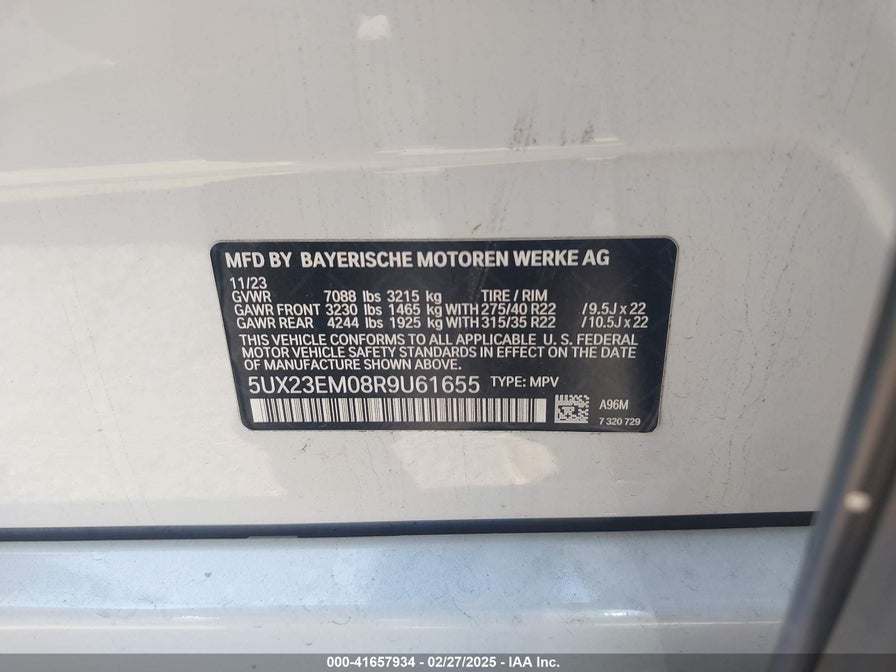 MFD BY BAYERISCHE MOTOREN WERKE AG
11/23
GVWR 7088 lbs 3215 kg TIRE / RIM
GAWR FRONT 3230 lbs 1465 kg WITH 275/40 R22 / 9.5J x 22
GAWR REAR 4244 lbs 1925 kg WITH 315/35 R22 / 10.5J x 22
THIS VEHICLE CONFORMS TO ALL APPLICABLE U. S. FEDERAL
MOTOR VEHICLE SAFETY STANDARDS IN EFFECT ON THE DATE
OF MANUFACTURE SHOWN ABOVE.
5UX23EM08R9U61655 TYPE: MPV
A96M
7 320 729
000-41657934 - 02/27/2025 - IAA Inc.